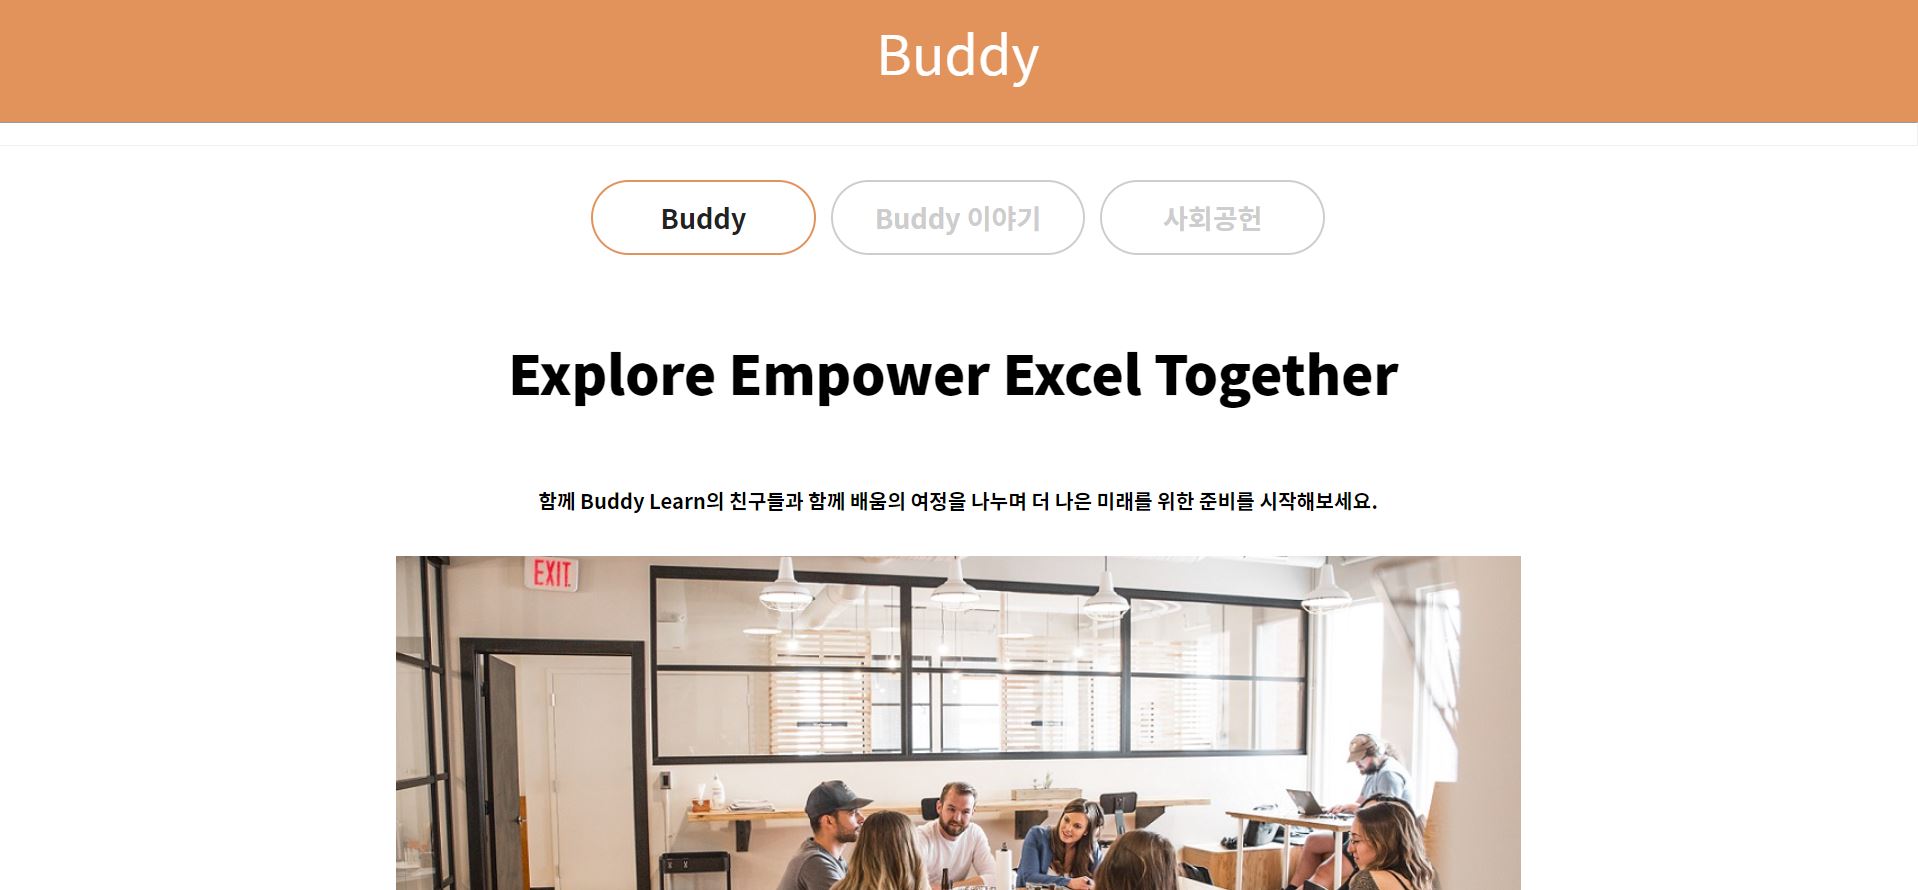 Buddy
Buddy
Buddy 이야기
사회공헌
Explore Empower Excel Together
함께 Buddy Learn의 친구들과 함께 배움의 여정을 나누며 더 나은 미래를 위한 준비를 시작해보세요.
EXIT